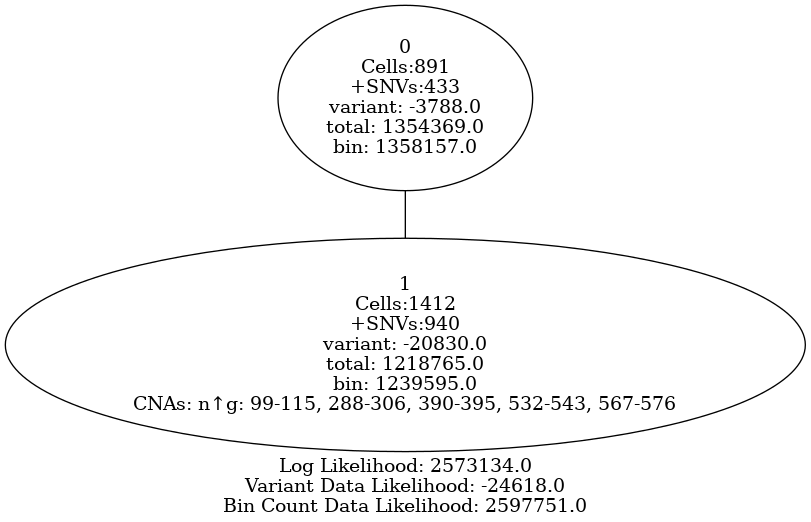 0
Cells:891
+SNVs:433
variant: -3788.0
total: 1354369.0
bin: 1358157.0
1
Cells:1412
+SNVs:940
variant: -20830.0
total: 1218765.0
bin: 1239595.0
CNAs: n↑g: 99-115, 288-306, 390-395, 532-543, 567-576
Log Likelihood: 2573134.0
Variant Data Likelihood: -24618.0
Bin Count Data Likelihood: 2597751.0